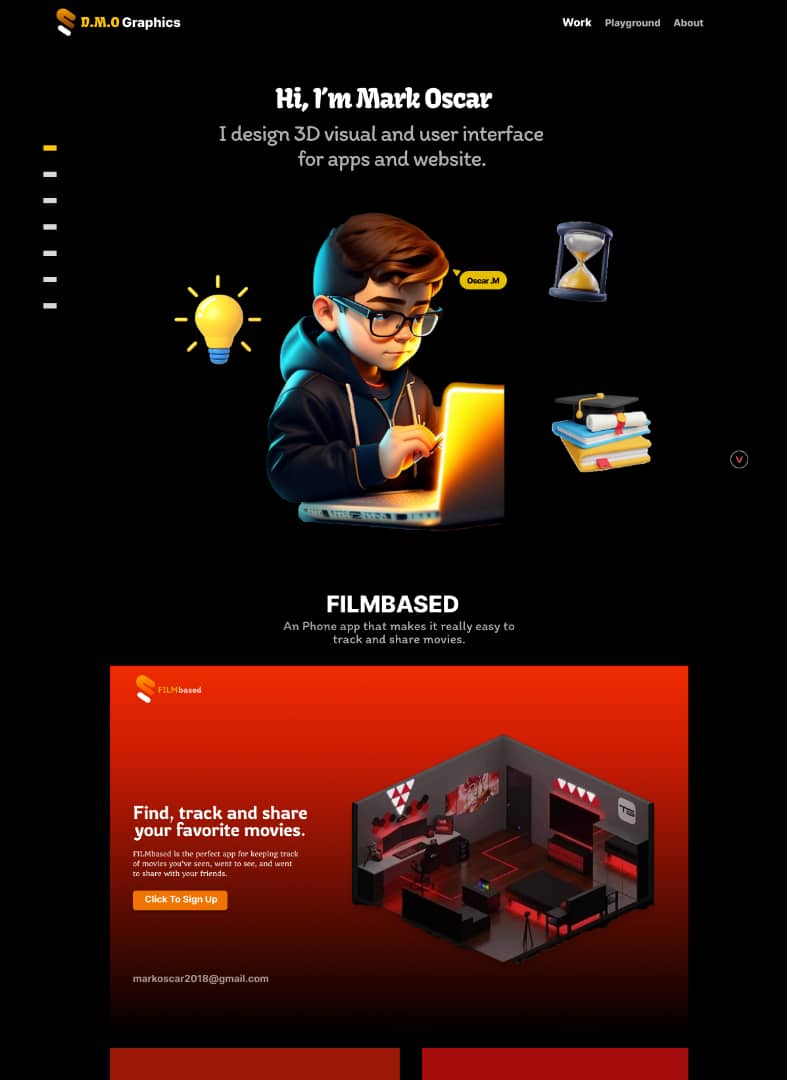 D.M.O Graphics
Work Playground About
Hi, I'm Mark Oscar
I design 3D visual and user interface
for apps and website.
Oscar .M
V
FILMBASED
An Phone app that makes it really easy to
track and share movies.
FILMbased
Find, track and share
your favorite movies.
FILMbased is the perfect app for keeping track
of movies you've seen, went to see, and went
to share with your friends.
Click To Sign Up
markoscar2018@gmail.com